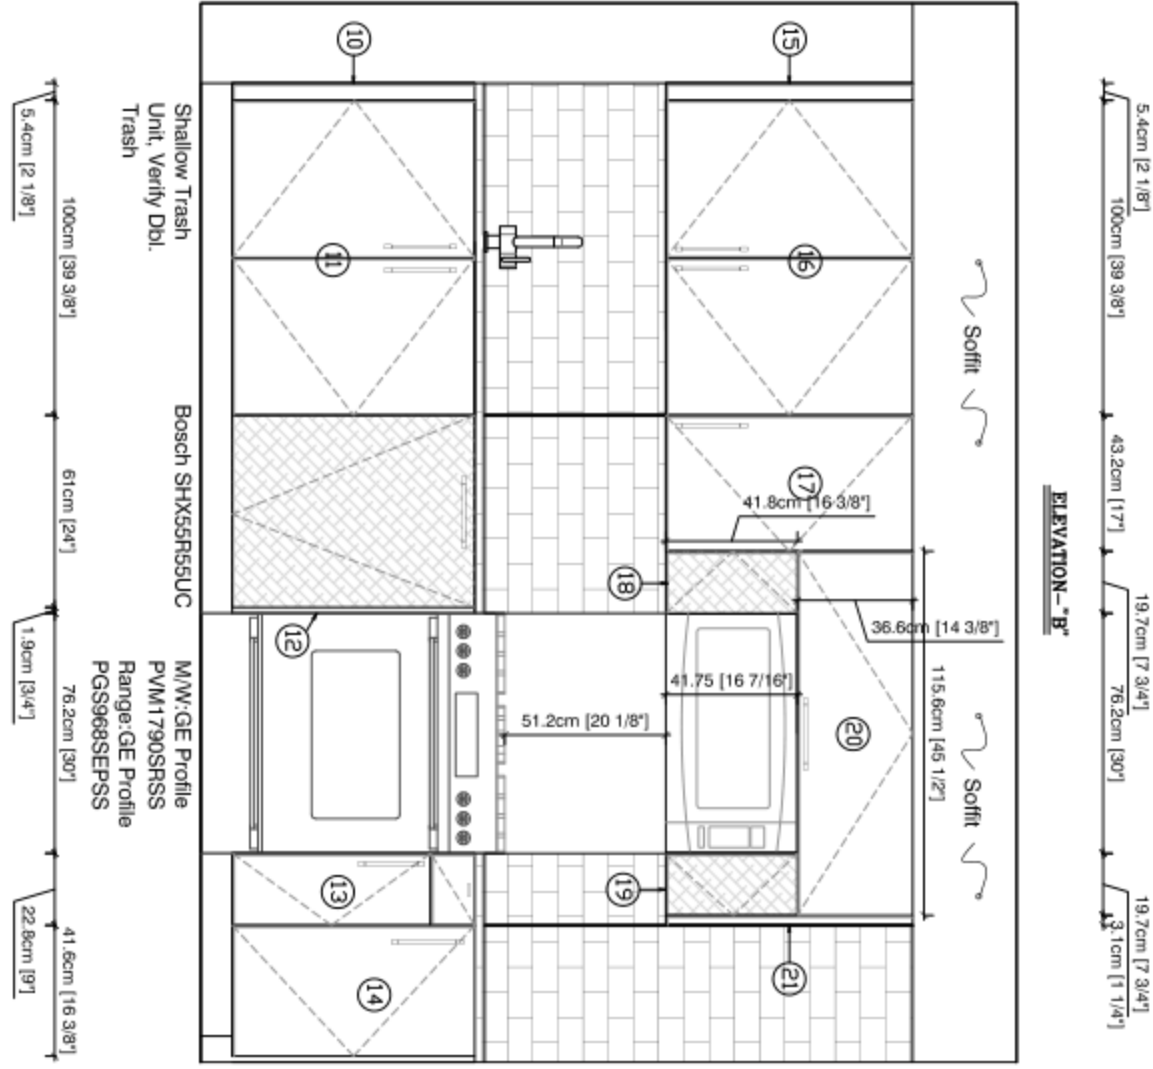 ELEVATION-"B"
5.4cm [2 1/8"]
100cm [39 3/8"]
43.2cm [17"]
19.7cm [7 3/4"]
76.2cm [30"]
19.7cm [7 3/4"]
3.1cm [1 1/4"]
Soffit
Soffit
115.6cm [45 1/2"]
36.6cm [14 3/8"]
15
16
17
41.8cm [16 3/8"]
20
21
41.75 [16 7/16"]
18
19
51.2cm [20 1/8"]
10
11
12
13
14
Shallow Trash
Unit, Verify Dbl.
Trash
Bosch SHX55R55UC
M/W:GE Profile
PVM1790SRSS
Range:GE Profile
PGS968SEPSS
100cm [39 3/8"]
61cm [24"]
76.2cm [30"]
41.6cm [16 3/8"]
5.4cm [2 1/8"]
1.9cm [3/4"]
22.8cm [9"]